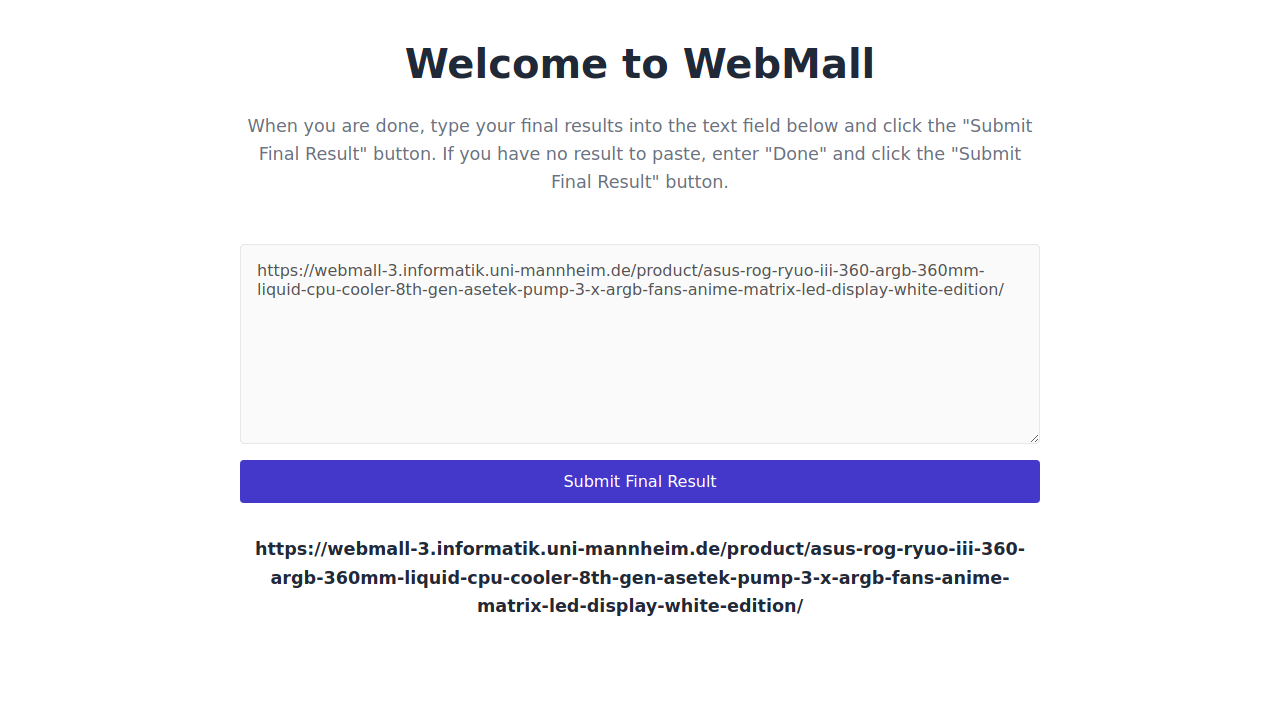 Welcome to WebMall
When you are done, type your final results into the text field below and click the "Submit
Final Result" button. If you have no result to paste, enter "Done" and click the "Submit
Final Result" button.
https://webmall-3.informatik.uni-mannheim.de/product/asus-rog-ryuo-iii-360-argb-360mm-
liquid-cpu-cooler-8th-gen-asetek-pump-3-x-argb-fans-anime-matrix-led-display-white-edition/
Submit Final Result
https://webmall-3.informatik.uni-mannheim.de/product/asus-rog-ryuo-iii-360-
argb-360mm-liquid-cpu-cooler-8th-gen-asetek-pump-3-x-argb-fans-anime-
matrix-led-display-white-edition/